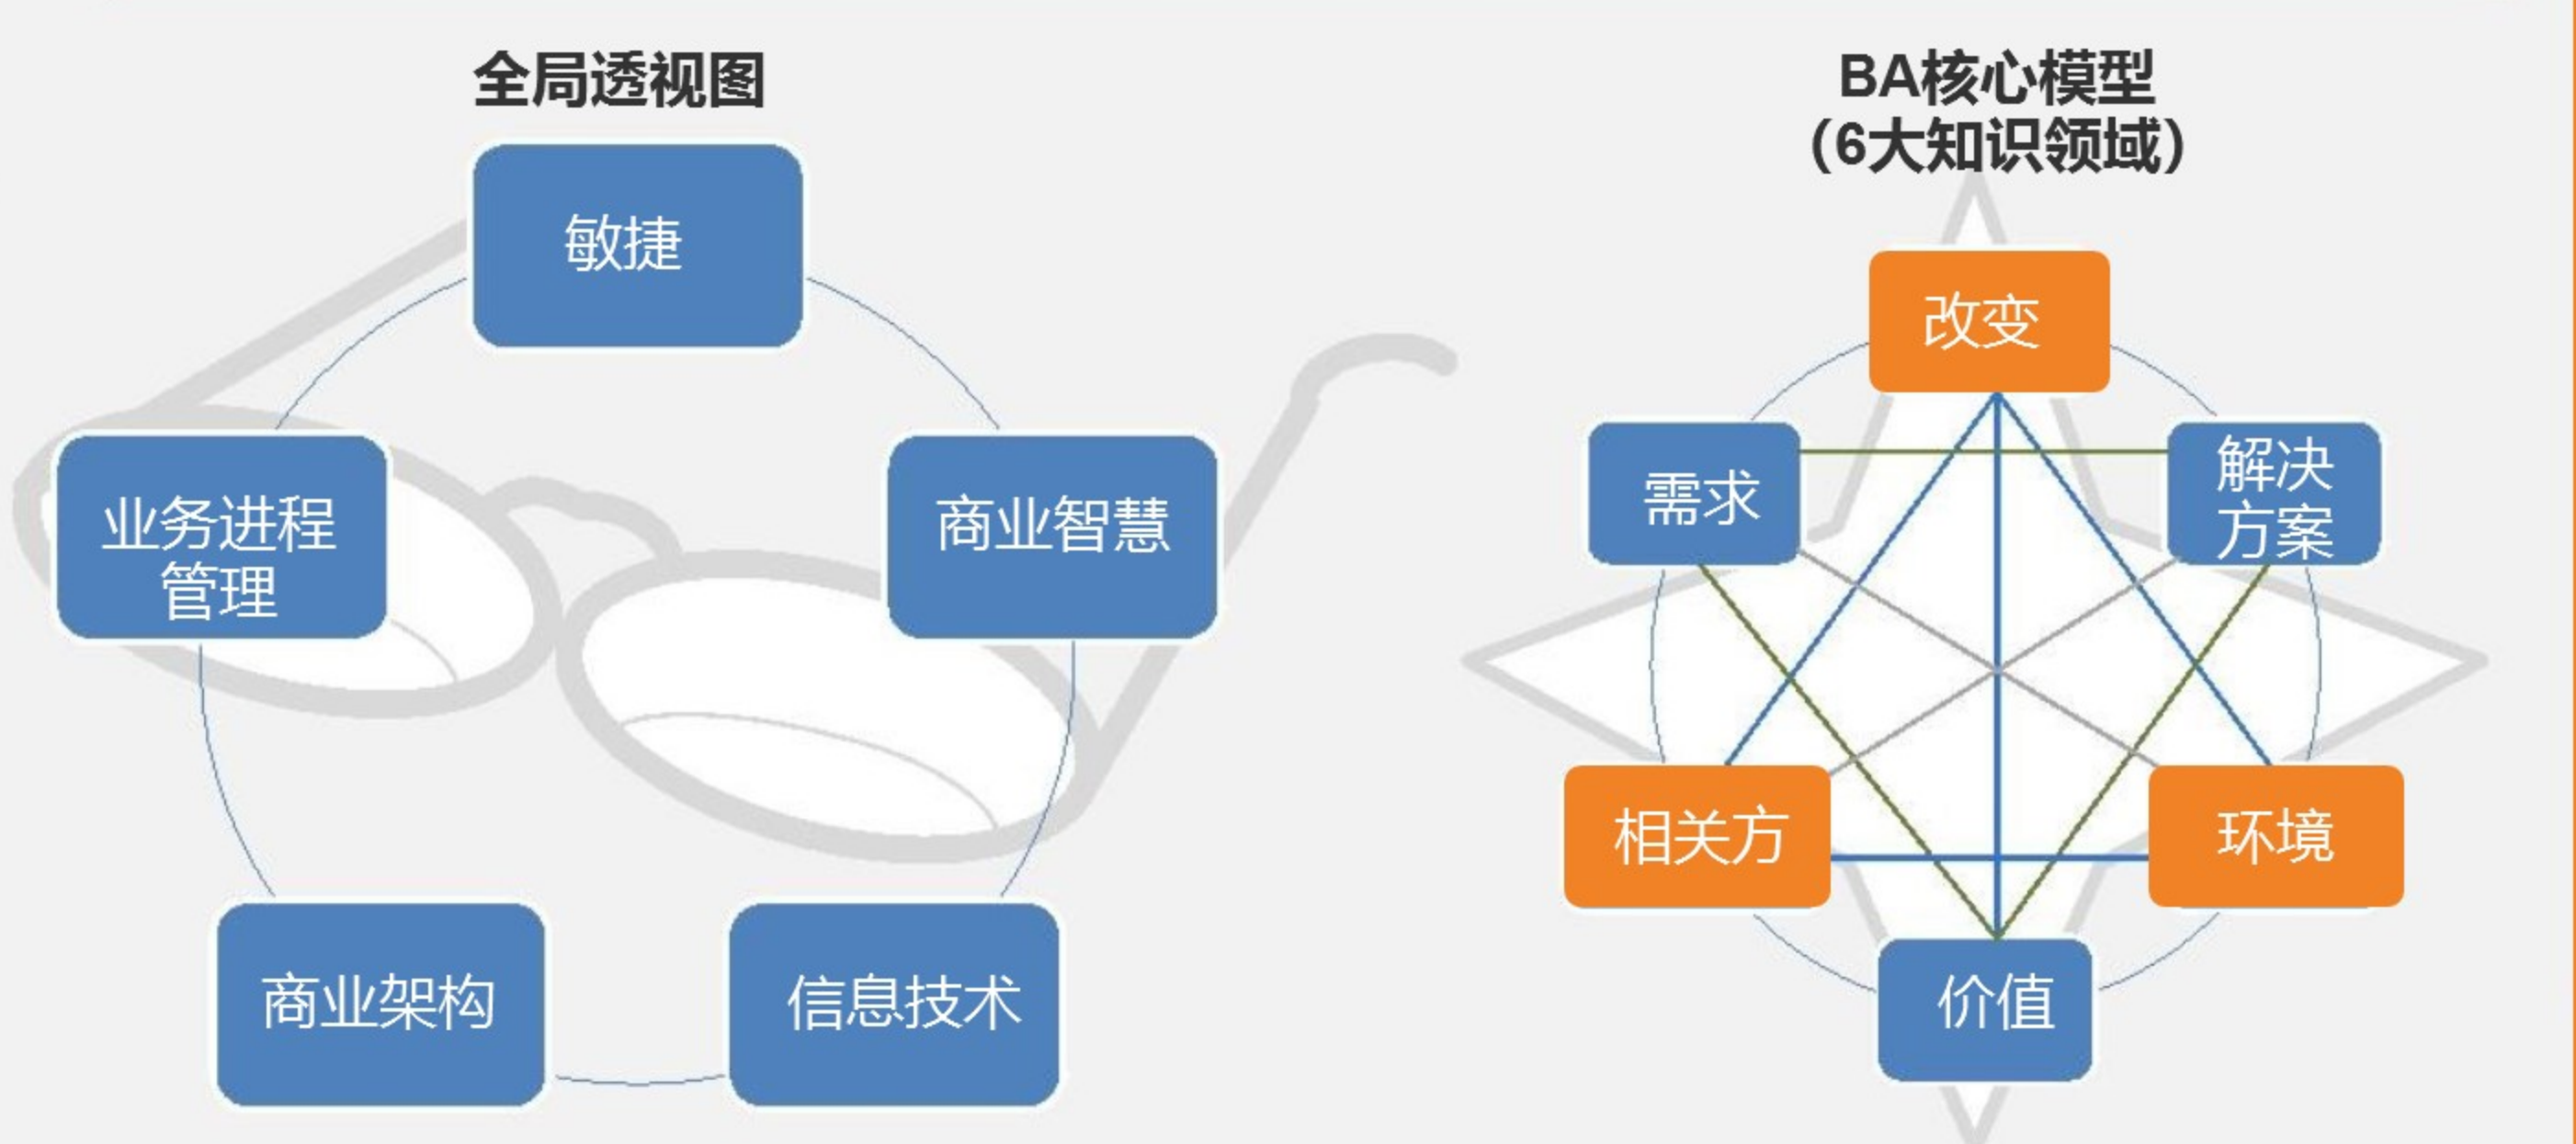 全局透视图
敏捷
业务进程
管理
商业智慧
商业架构
信息技术
BA核心模型
(6大知识领域)
改变
需求
解决
方案
相关方
环境
价值